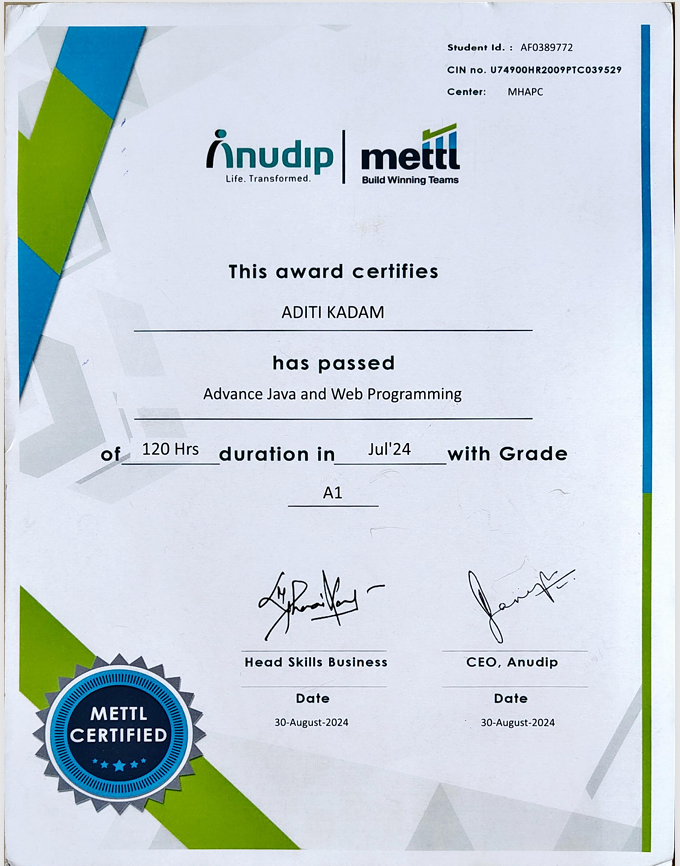 Student Id. : AF0389772
CIN no. U74900HR2009PTC039529
Center: MHAPC
Anudip
Life. Transformed.
mettl
Build Winning Teams
This award certifies
ADITI KADAM
has passed
Advance Java and Web Programming
of 120 Hrs duration in Jul'24 with Grade
A1
Head Skills Business
CEO, Anudip
Date
Date
30-August-2024
30-August-2024
METTL
CERTIFIED